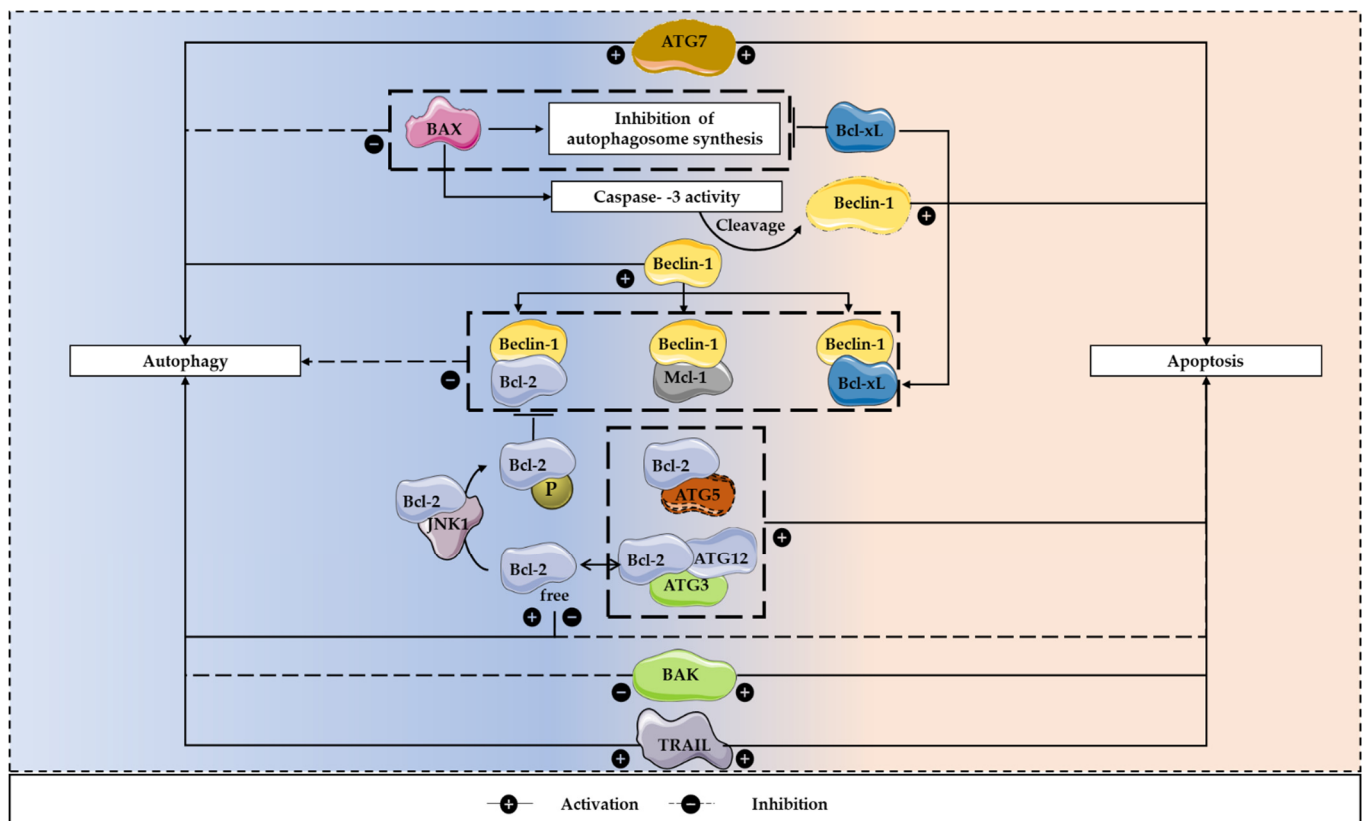 ATG7
+
+
BAX
Inhibition of
autophagosome synthesis
Bcl-xL
−
Caspase- -3 activity
Beclin-1
+
Cleavage
Beclin-1
+
Beclin-1
Beclin-1
Beclin-1
Autophagy
Apoptosis
Bcl-2
Mcl-1
Bcl-xL
−
Bcl-2
P
Bcl-2
ATG5
Bcl-2
JNK1
+
Bcl-2
free
Bcl-2
ATG12
ATG3
+
−
BAK
−
+
TRAIL
+
+
+ Activation
− Inhibition